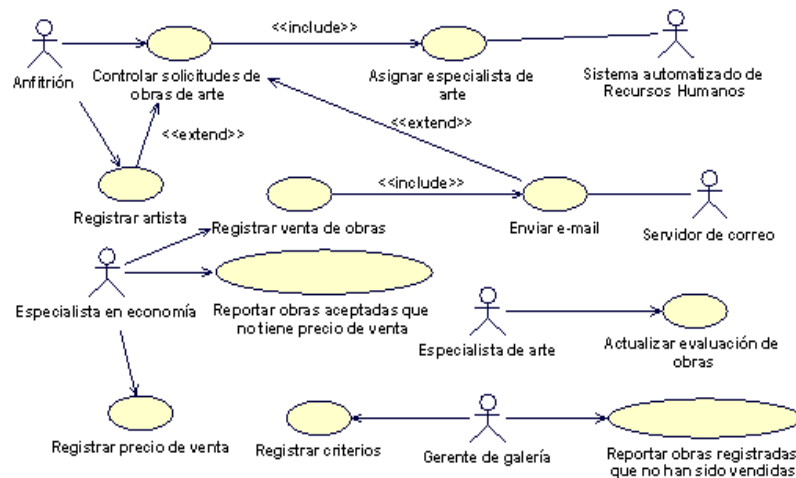 <<include>>
Anfitrión
Controlar solicitudes de
obras de arte
Asignar especialista de
arte
Sistema automatizado de
Recursos Humanos
<<extend>>
<<extend>>
<<include>>
Registrar artista
Registrar venta de obras
Enviar e-mail
Servidor de correo
Especialista en economía
Reportar obras aceptadas que
no tiene precio de venta
Especialista de arte
Actualizar evaluación de
obras
Registrar precio de venta
Registrar criterios
Gerente de galería
Reportar obras registradas
que no han sido vendidas